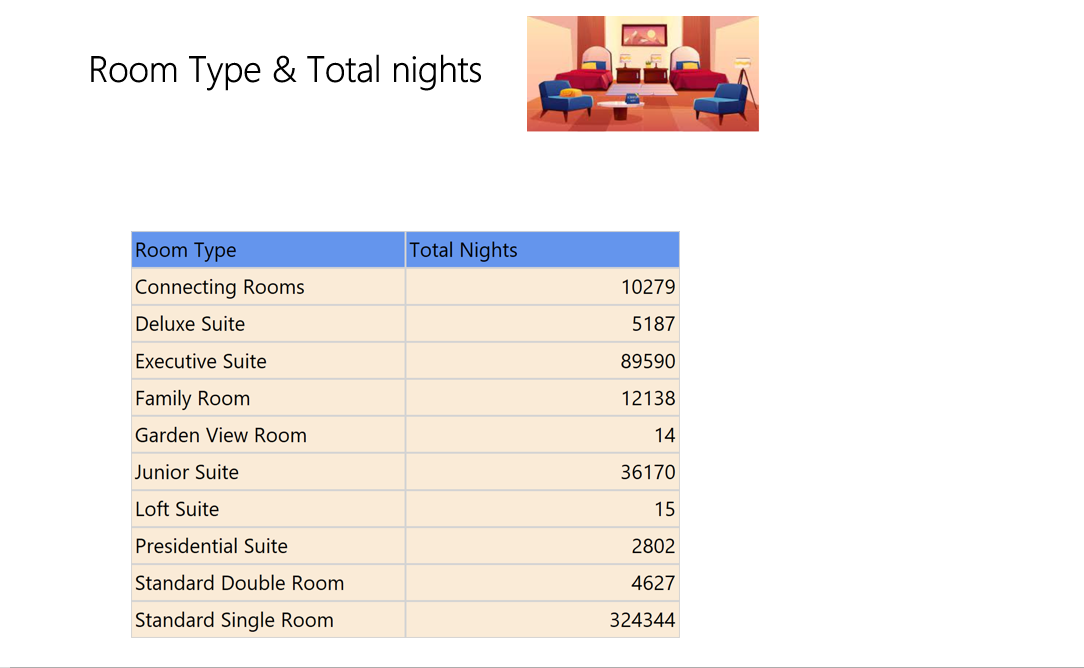 Room Type & Total nights
Room Type Total Nights
Connecting Rooms 10279
Deluxe Suite 5187
Executive Suite 89590
Family Room 12138
Garden View Room 14
Junior Suite 36170
Loft Suite 15
Presidential Suite 2802
Standard Double Room 4627
Standard Single Room 324344